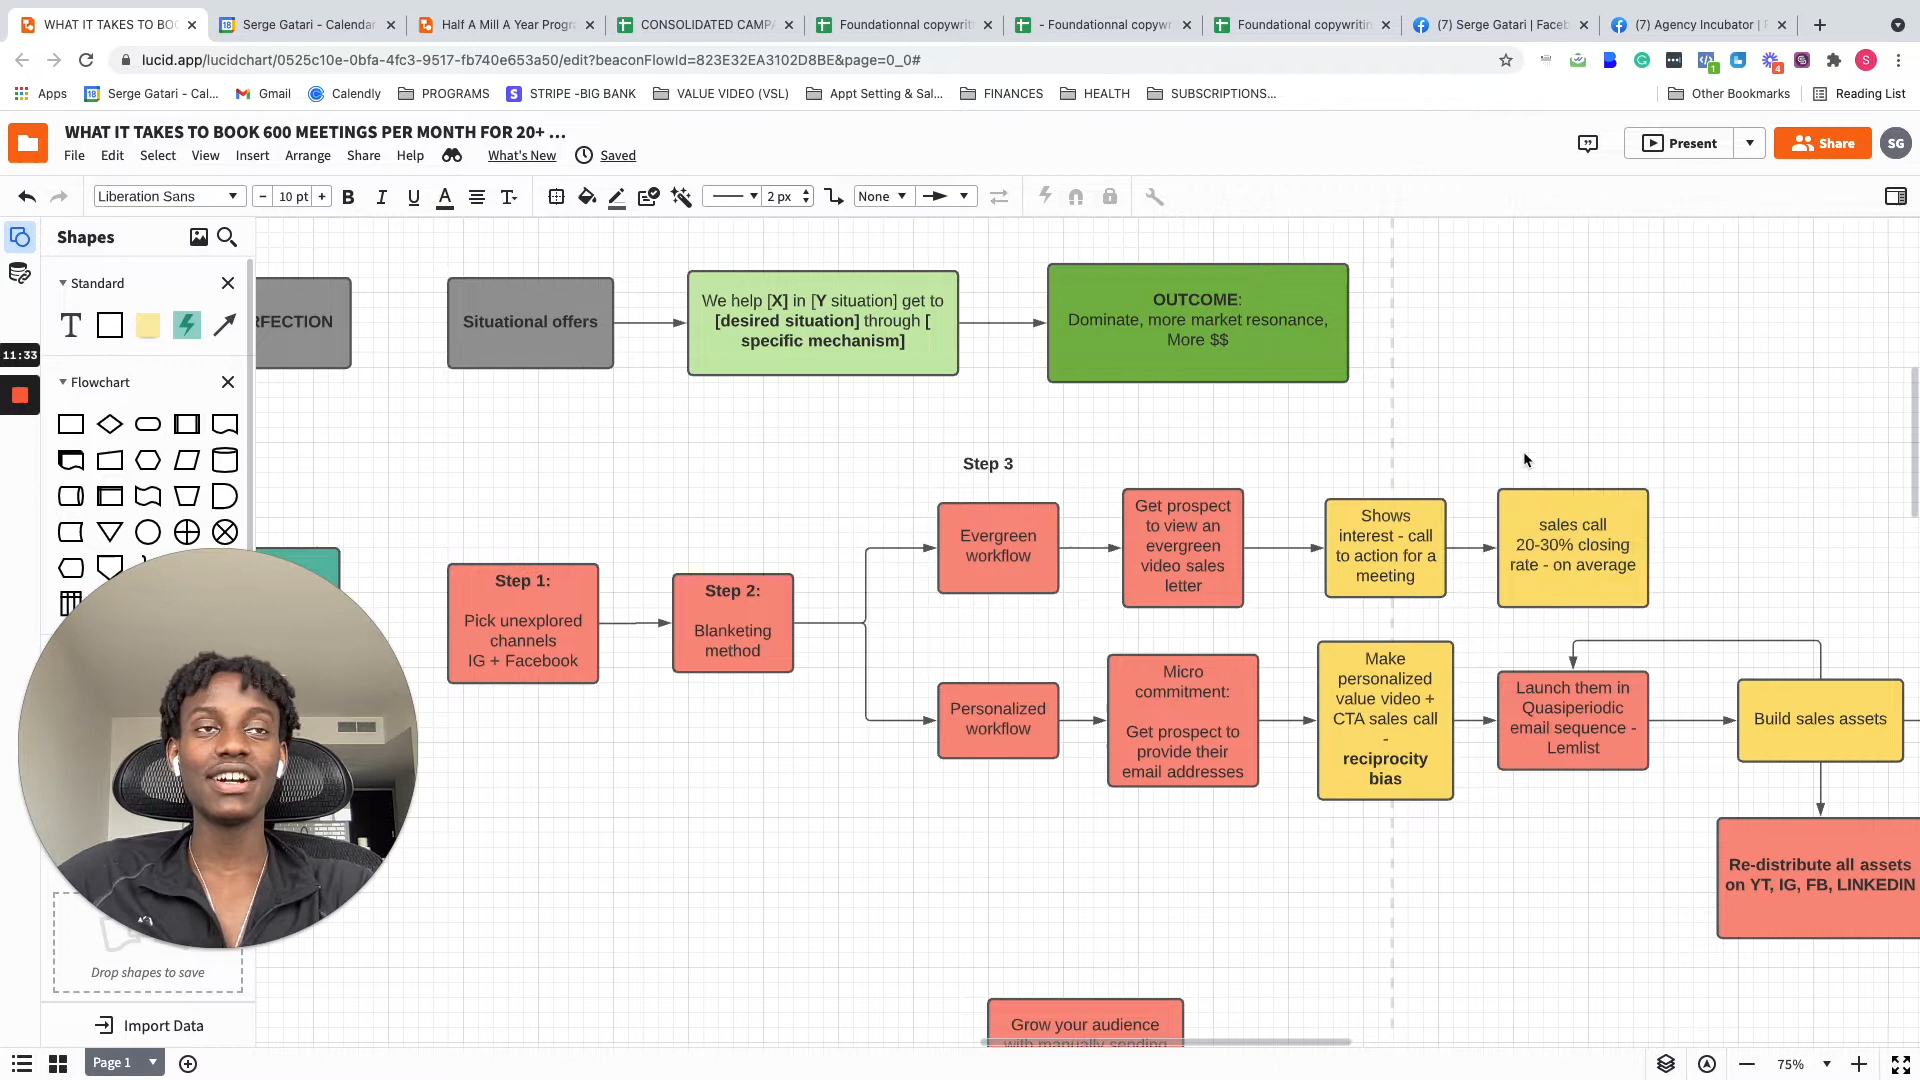 WHAT IT TAKES TO BOO
Serge Gatari - Calendar
Half A Mill A Year Progr
CONSOLIDATED CAMPA
Foundationnal copywrit
- Foundationnal copywr
Foundational copywritin
(7) Serge Gatari | Faceb
(7) Agency Incubator | F
lucid.app/lucidchart/0525c10e-0bfa-4fc3-9517-fb740e653a50/edit?beaconFlowId=823E32EA3102D8BE&page=0_0#
1
4
S
Apps
Serge Gatari - Cal...
Gmail
Calendly
PROGRAMS
STRIPE -BIG BANK
VALUE VIDEO (VSL)
Appt Setting & Sal...
FINANCES
HEALTH
SUBSCRIPTIONS...
Other Bookmarks
Reading List
WHAT IT TAKES TO BOOK 600 MEETINGS PER MONTH FOR 20+ ...
File
Edit
Select
View
Insert
Arrange
Share
Help
What's New
Saved
Present
Share
SG
Liberation Sans
10 pt
B
I
U
A
T
2 px
None
Shapes
Standard
T
Flowchart
11:33
RFECTION
Situational offers
We help [X] in [Y situation] get to
[desired situation] through [
specific mechanism]
OUTCOME:
Dominate, more market resonance,
More $$
Step 3
Evergreen
workflow
Get prospect
to view an
evergreen
video sales
letter
Shows
interest - call
to action for a
meeting
sales call
20-30% closing
rate - on average
Step 1:
Pick unexplored
channels
IG + Facebook
Step 2:
Blanketing
method
Personalized
workflow
Micro
commitment:
Get prospect to
provide their
email addresses
Make
personalized
value video +
CTA sales call
-
reciprocity
bias
Launch them in
Quasiperiodic
email sequence -
Lemlist
Build sales assets
Re-distribute all assets
on YT, IG, FB, LINKEDIN
Grow your audience
with manually sending
Drop shapes to save
Import Data
Page 1
75%